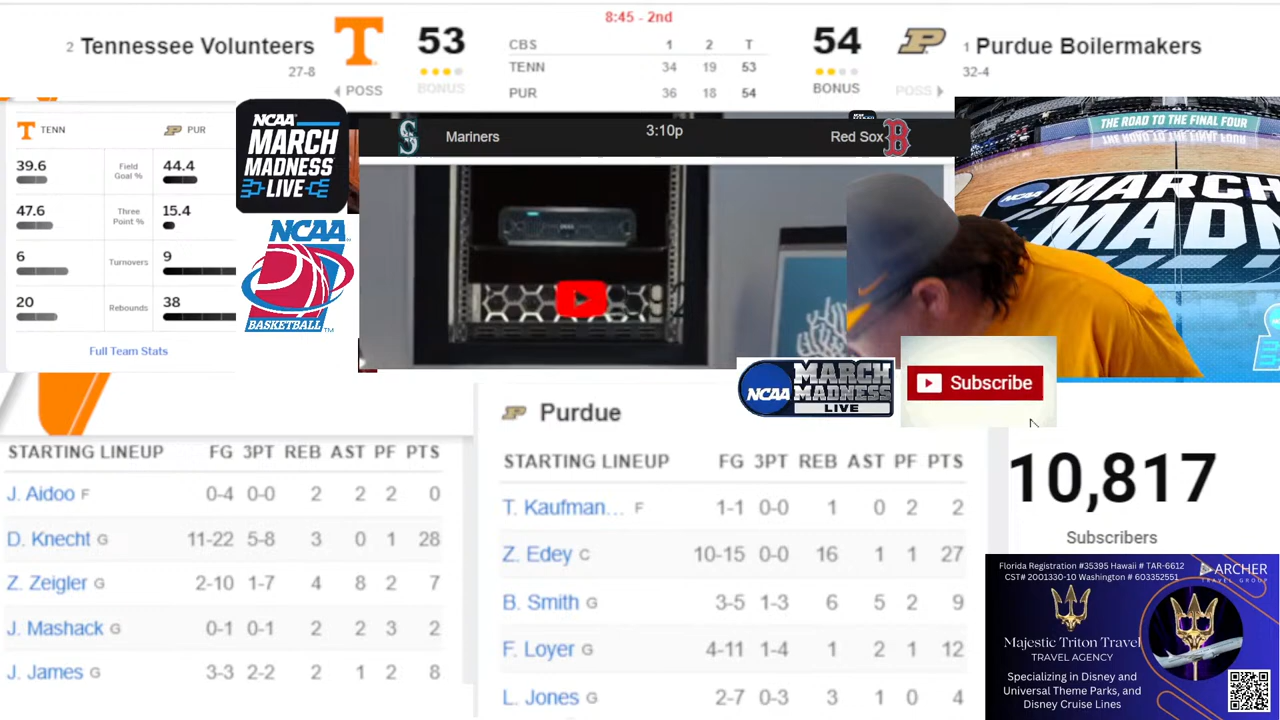 8:45 - 2nd
2 Tennessee Volunteers
27-8
T
53
BONUS
POSS
CBS 1 2 T
TENN 34 19 53
PUR 36 18 54
54
BONUS
P
POSS
1 Purdue Boilermakers
32-4
T TENN
P PUR
39.6 Field Goal % 44.4
47.6 Three Point % 15.4
6 Turnovers 9
20 Rebounds 38
Full Team Stats
NCAA
MARCH
MADNESS
LIVE
NCAA
BASKETBALL
TM
S Mariners 3:10p Red Sox B
THE ROAD TO THE FINAL FOUR
NCAA MARCH
MADN
NCAA MARCH
MADNESS
LIVE
Subscribe
10,817
Subscribers
STARTING LINEUP FG 3PT REB AST PF PTS
J. Aidoo F 0-4 0-0 2 2 2 0
D. Knecht G 11-22 5-8 3 0 1 28
Z. Zeigler G 2-10 1-7 4 8 2 7
J. Mashack G 0-1 0-1 2 2 3 2
J. James G 3-3 2-2 2 1 2 8
P Purdue
STARTING LINEUP FG 3PT REB AST PF PTS
T. Kaufman... F 1-1 0-0 1 0 2 2
Z. Edey C 10-15 0-0 16 1 1 27
B. Smith G 3-5 1-3 6 5 2 9
F. Loyer G 4-11 1-4 1 2 1 12
L. Jones G 2-7 0-3 3 1 0 4
Florida Registration #35395 Hawaii # TAR-6612
CST# 2001330-10 Washington # 603352551
ARCHER
TRAVEL GROUP
Majestic Triton Travel
TRAVEL AGENCY
Specializing in Disney and
Universal Theme Parks, and
Disney Cruise Lines